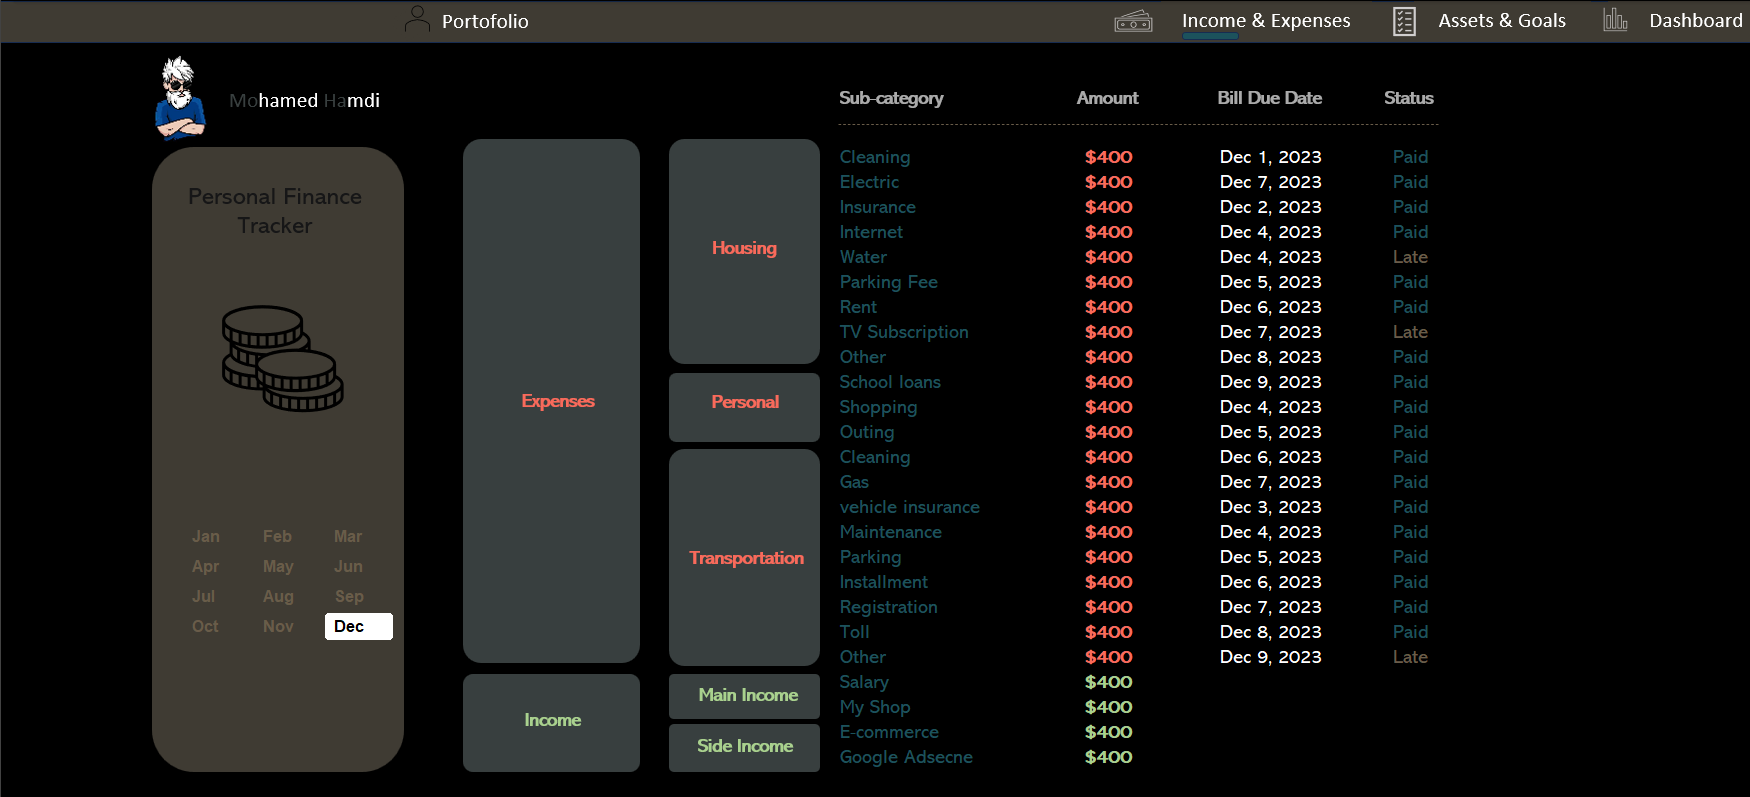 Portofolio
Income & Expenses
Assets & Goals
Dashboard
Mohamed Hamdi
Personal Finance
Tracker
Jan Feb Mar
Apr May Jun
Jul Aug Sep
Oct Nov Dec
Expenses
Income
Housing
Personal
Transportation
Main Income
Side Income
Sub-category Amount Bill Due Date Status
Cleaning $400 Dec 1, 2023 Paid
Electric $400 Dec 7, 2023 Paid
Insurance $400 Dec 2, 2023 Paid
Internet $400 Dec 4, 2023 Paid
Water $400 Dec 4, 2023 Late
Parking Fee $400 Dec 5, 2023 Paid
Rent $400 Dec 6, 2023 Paid
TV Subscription $400 Dec 7, 2023 Late
Other $400 Dec 8, 2023 Paid
School loans $400 Dec 9, 2023 Paid
Shopping $400 Dec 4, 2023 Paid
Outing $400 Dec 5, 2023 Paid
Cleaning $400 Dec 6, 2023 Paid
Gas $400 Dec 7, 2023 Paid
vehicle insurance $400 Dec 3, 2023 Paid
Maintenance $400 Dec 4, 2023 Paid
Parking $400 Dec 5, 2023 Paid
Installment $400 Dec 6, 2023 Paid
Registration $400 Dec 7, 2023 Paid
Toll $400 Dec 8, 2023 Paid
Other $400 Dec 9, 2023 Late
Salary $400
My Shop $400
E-commerce $400
Google Adsecne $400